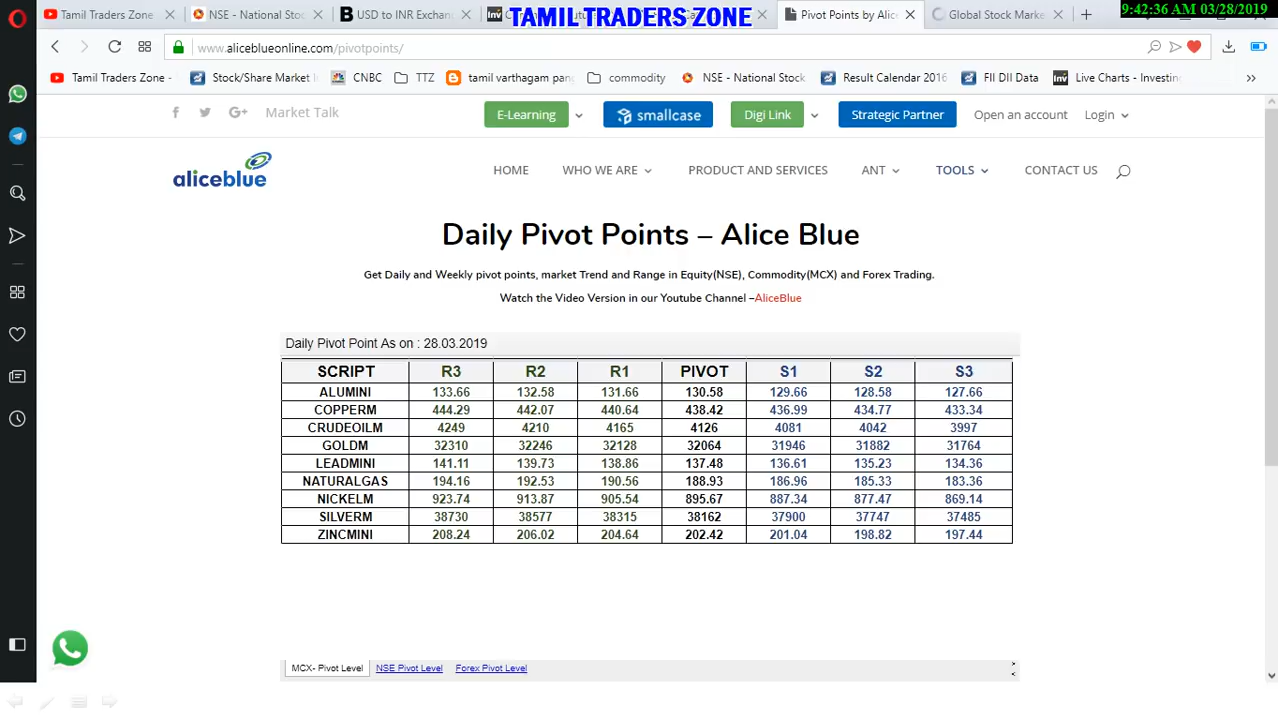 Tamil Traders Zone
NSE - National Stoc
USD to INR Exchan
TAMIL TRADERS ZONE
Pivot Points by Alic
Global Stock Marke
9:42:36 AM 03/28/2019
www.aliceblueonline.com/pivotpoints/
Tamil Traders Zone -
Stock/Share Market I
CNBC
TTZ
tamil varthagam pan
commodity
NSE - National Stock
Result Calendar 2016
FII DII Data
Live Charts - Investin
Market Talk
E-Learning
smallcase
Digi Link
Strategic Partner
Open an account
Login
aliceblue
HOME
WHO WE ARE
PRODUCT AND SERVICES
ANT
TOOLS
CONTACT US
Daily Pivot Points – Alice Blue
Get Daily and Weekly pivot points, market Trend and Range in Equity(NSE), Commodity(MCX) and Forex Trading.
Watch the Video Version in our Youtube Channel –AliceBlue
Daily Pivot Point As on : 28.03.2019
SCRIPT R3 R2 R1 PIVOT S1 S2 S3
ALUMINI 133.66 132.58 131.66 130.58 129.66 128.58 127.66
COPPERM 444.29 442.07 440.64 438.42 436.99 434.77 433.34
CRUDEOILM 4249 4210 4165 4126 4081 4042 3997
GOLDM 32310 32246 32128 32064 31946 31882 31764
LEADMINI 141.11 139.73 138.86 137.48 136.61 135.23 134.36
NATURALGAS 194.16 192.53 190.56 188.93 186.96 185.33 183.36
NICKELM 923.74 913.87 905.54 895.67 887.34 877.47 869.14
SILVERM 38730 38577 38315 38162 37900 37747 37485
ZINCMINI 208.24 206.02 204.64 202.42 201.04 198.82 197.44
MCX- Pivot Level
NSE Pivot Level
Forex Pivot Level